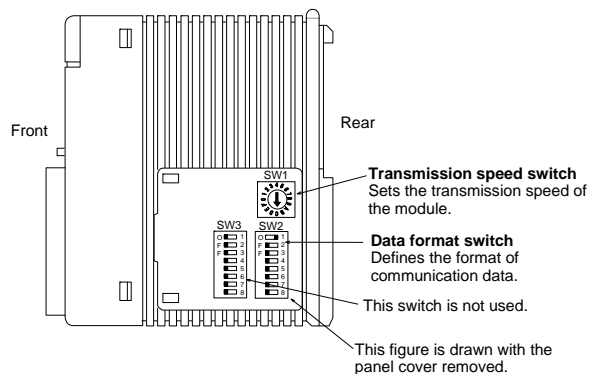 Front
Rear
SW1
Transmission speed switch
Sets the transmission speed of
the module.
SW3
SW2
O
F
F
1
2
3
4
5
6
7
8
O
F
F
1
2
3
4
5
6
7
8
Data format switch
Defines the format of
communication data.
This switch is not used.
This figure is drawn with the
panel cover removed.